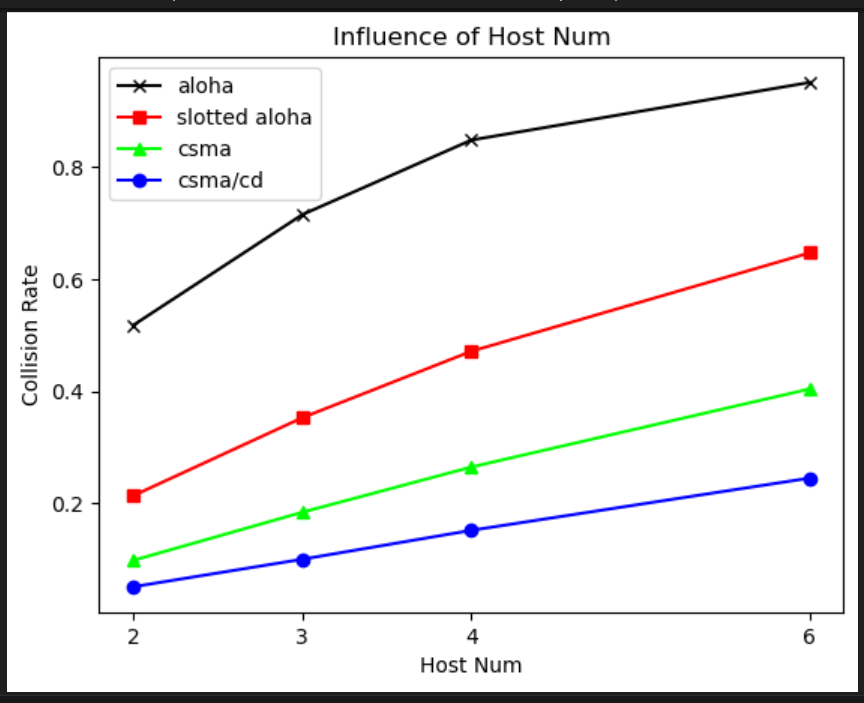 Influence of Host Num
aloha
slotted aloha
csma
csma/cd
0.8
0.6
0.4
0.2
Collision Rate
2 3 4 6
Host Num